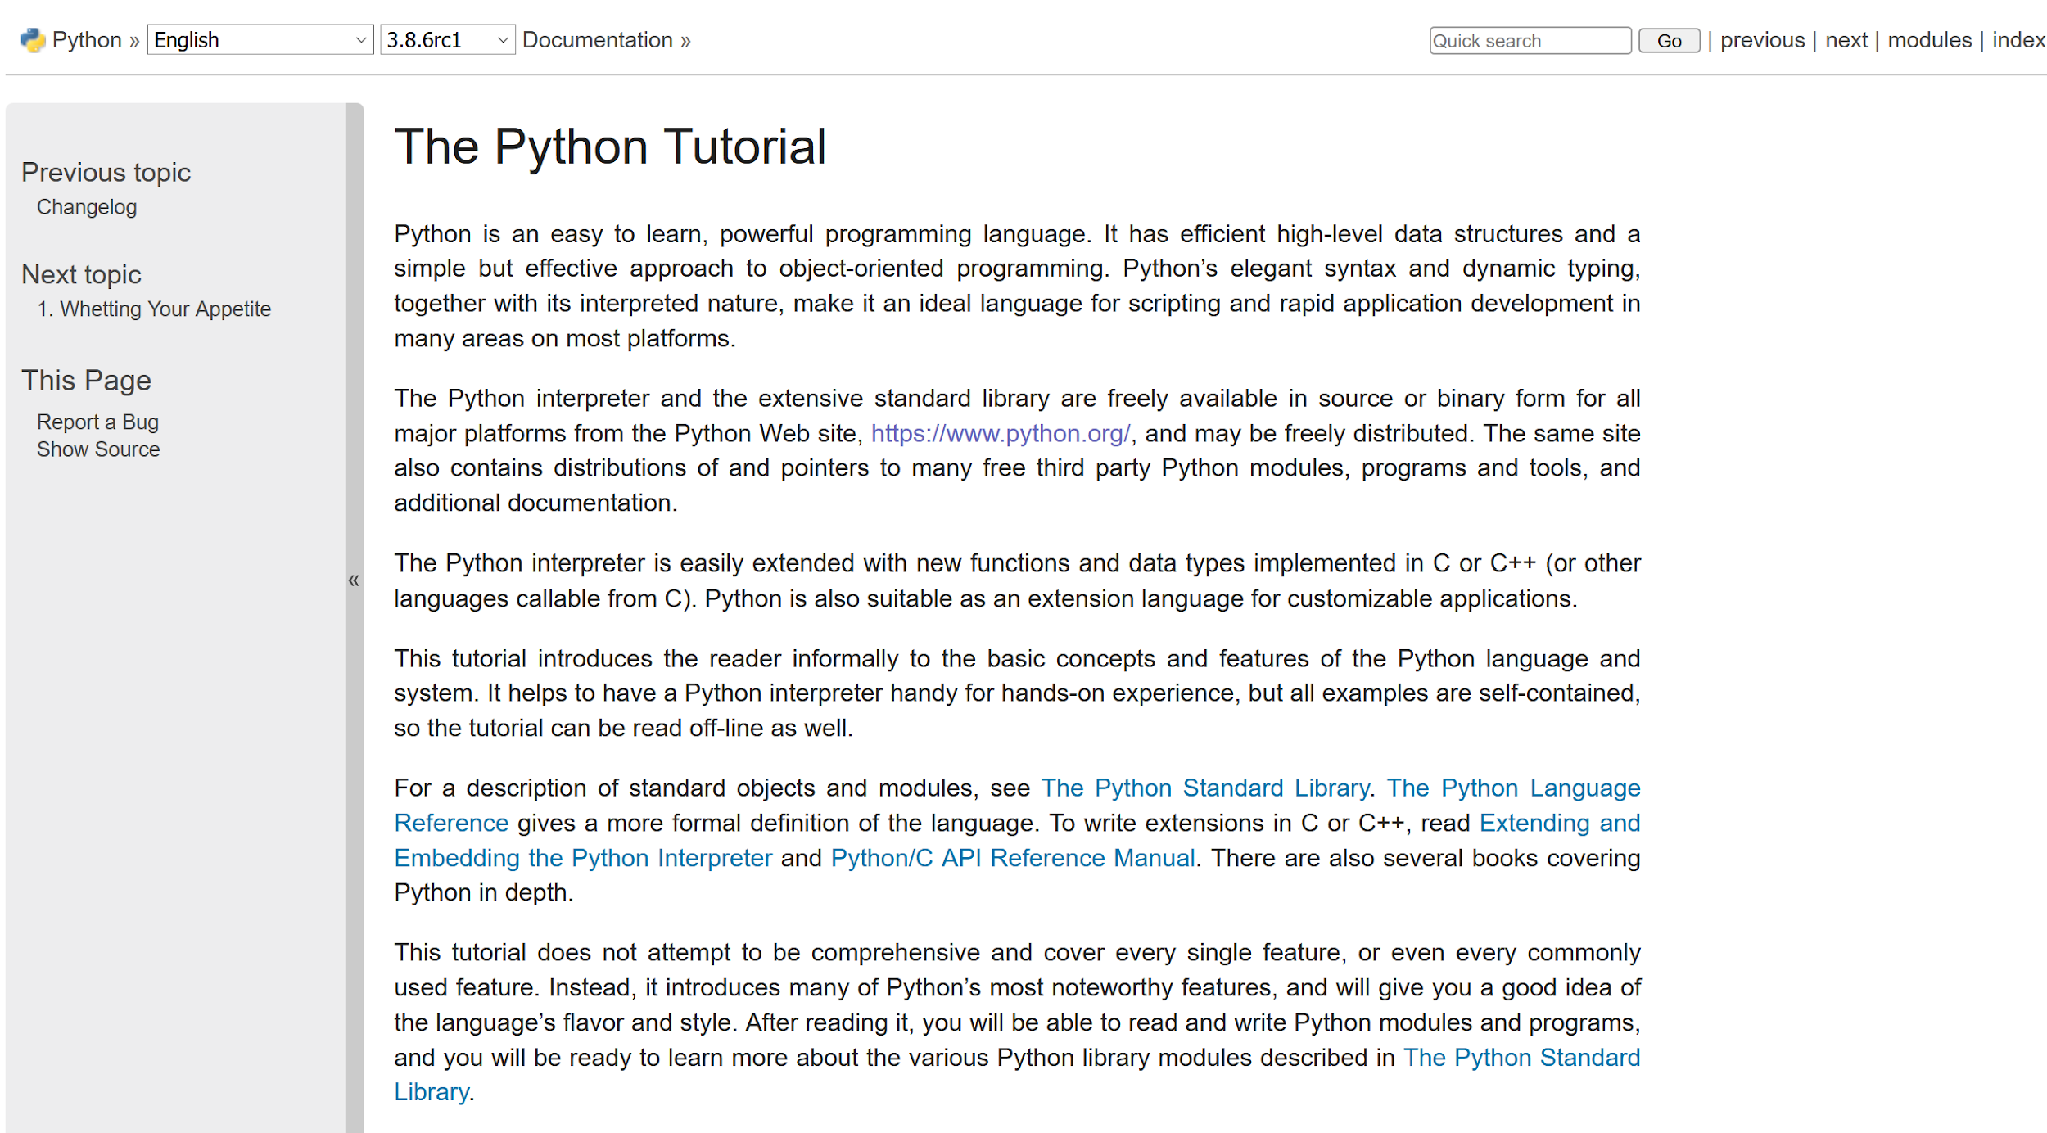 Python » English 3.8.6rc1 Documentation » Quick search Go | previous | next | modules | index
Previous topic
Changelog
Next topic
1. Whetting Your Appetite
This Page
Report a Bug
Show Source
«
The Python Tutorial
Python is an easy to learn, powerful programming language. It has efficient high-level data structures and a
simple but effective approach to object-oriented programming. Python’s elegant syntax and dynamic typing,
together with its interpreted nature, make it an ideal language for scripting and rapid application development in
many areas on most platforms.
The Python interpreter and the extensive standard library are freely available in source or binary form for all
major platforms from the Python Web site, https://www.python.org/, and may be freely distributed. The same site
also contains distributions of and pointers to many free third party Python modules, programs and tools, and
additional documentation.
The Python interpreter is easily extended with new functions and data types implemented in C or C++ (or other
languages callable from C). Python is also suitable as an extension language for customizable applications.
This tutorial introduces the reader informally to the basic concepts and features of the Python language and
system. It helps to have a Python interpreter handy for hands-on experience, but all examples are self-contained,
so the tutorial can be read off-line as well.
For a description of standard objects and modules, see The Python Standard Library. The Python Language
Reference gives a more formal definition of the language. To write extensions in C or C++, read Extending and
Embedding the Python Interpreter and Python/C API Reference Manual. There are also several books covering
Python in depth.
This tutorial does not attempt to be comprehensive and cover every single feature, or even every commonly
used feature. Instead, it introduces many of Python’s most noteworthy features, and will give you a good idea of
the language’s flavor and style. After reading it, you will be able to read and write Python modules and programs,
and you will be ready to learn more about the various Python library modules described in The Python Standard
Library.